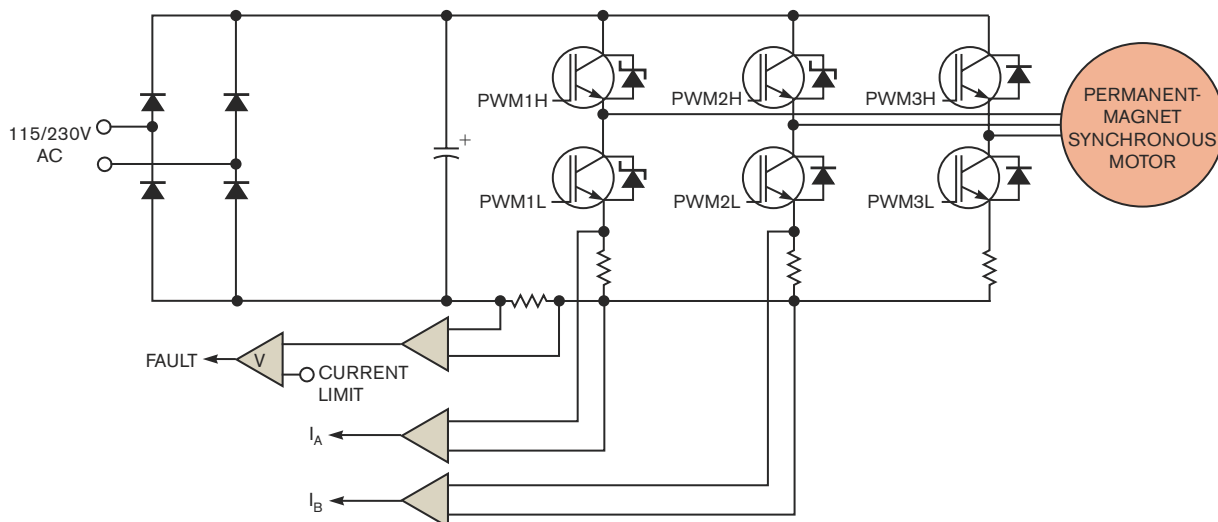 PWM1H
PWM2H
PWM3H
PERMANENT-
MAGNET
SYNCHRONOUS
MOTOR
115/230V
AC
+
PWM1L
PWM2L
PWM3L
FAULT
V
CURRENT
LIMIT
IA
IB